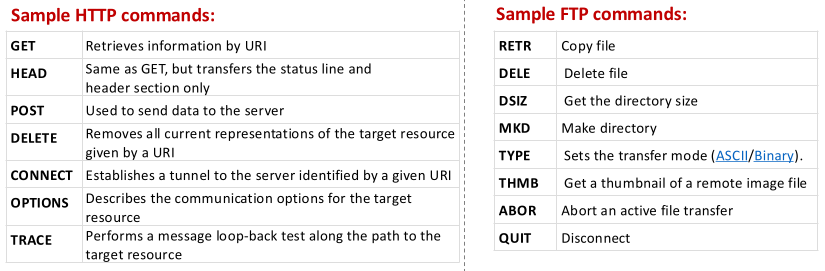 Sample HTTP commands:
GET Retrieves information by URI
HEAD Same as GET, but transfers the status line and
header section only
POST Used to send data to the server
DELETE Removes all current representations of the target resource
given by a URI
CONNECT Establishes a tunnel to the server identified by a given URI
OPTIONS Describes the communication options for the target
resource
TRACE Performs a message loop-back test along the path to the
target resource
Sample FTP commands:
RETR Copy file
DELE Delete file
DSIZ Get the directory size
MKD Make directory
TYPE Sets the transfer mode (ASCII/Binary).
THMB Get a thumbnail of a remote image file
ABOR Abort an active file transfer
QUIT Disconnect